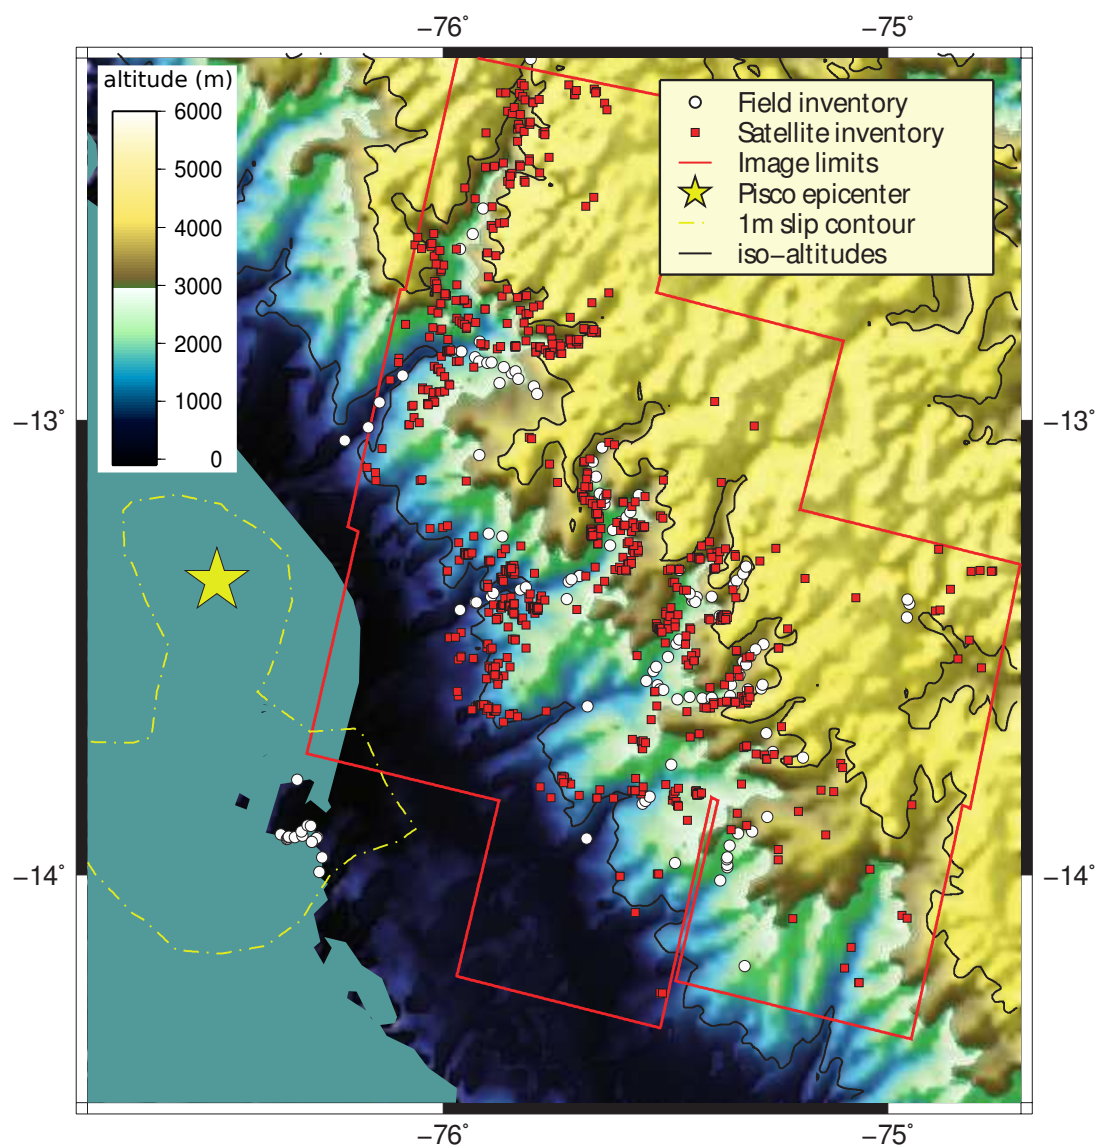 −76˚ −75˚
altitude (m)
6000
5000
4000
3000
2000
1000
0
Field inventory
Satellite inventory
Image limits
Pisco epicenter
1m slip contour
iso−altitudes
−13˚ −13˚
−14˚ −14˚
−76˚ −75˚